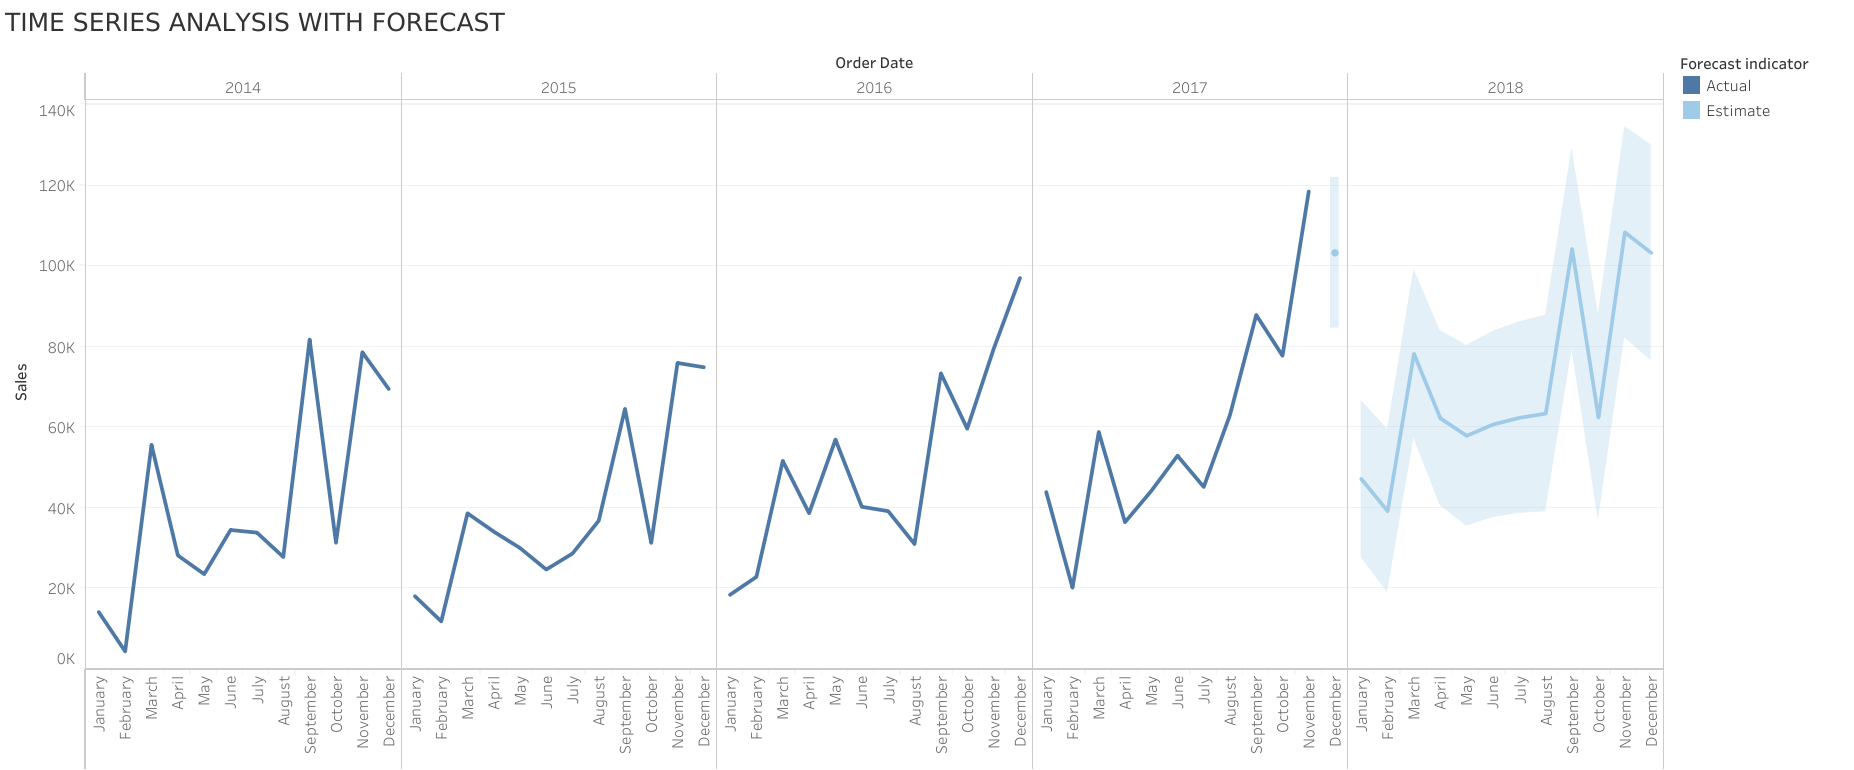 TIME SERIES ANALYSIS WITH FORECAST
Order Date
2014 2015 2016 2017 2018
Forecast indicator
Actual
Estimate
Sales
140K
120K
100K
80K
60K
40K
20K
0K
January February March April May June July August September October November December January February March April May June July August September October November December January February March April May June July August September October November December January February March April May June July August September October November December January February March April May June July August September October November December